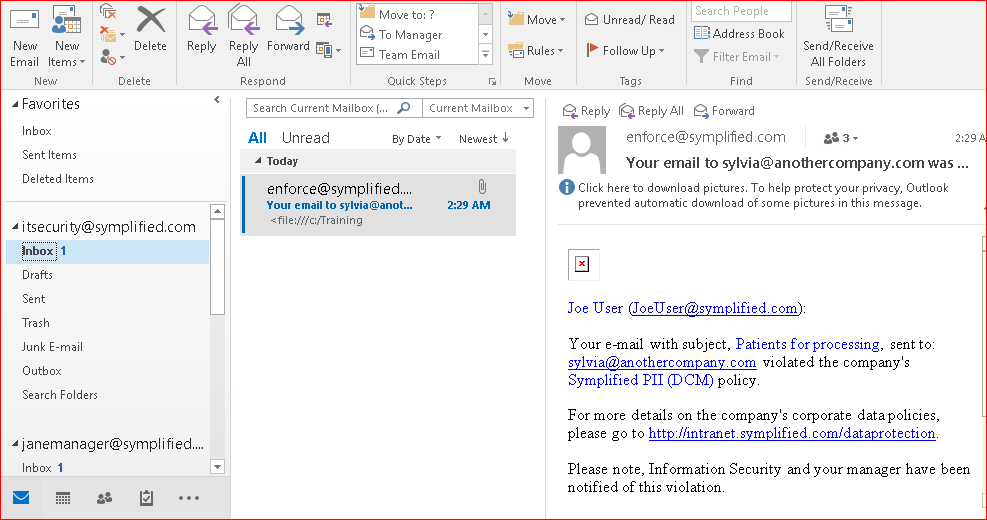 New Email
New Items
New
Delete
Delete
Reply
Reply All
Forward
Respond
Move to: ?
To Manager
Team Email
Quick Steps
Move
Rules
Move
Unread/ Read
Follow Up
Tags
Search People
Address Book
Filter Email
Find
Send/Receive All Folders
Send/Receive
Favorites
Inbox
Sent Items
Deleted Items
itsecurity@symplified.com
Inbox 1
Drafts
Sent
Trash
Junk E-mail
Outbox
Search Folders
janemanager@symplified....
Inbox 1
Search Current Mailbox (...
Current Mailbox
All Unread
By Date Newest
Today
enforce@symplified....
Your email to sylvia@anot... 2:29 AM
<file:///c:/Training
Reply Reply All Forward
enforce@symplified.com 3 2:29 A
Your email to sylvia@anothercompany.com was ...
Click here to download pictures. To help protect your privacy, Outlook
prevented automatic download of some pictures in this message.
Joe User (JoeUser@symplified.com):
Your e-mail with subject, Patients for processing, sent to:
sylvia@anothercompany.com violated the company's
Symplified PII (DCM) policy.
For more details on the company's corporate data policies,
please go to http://intranet.symplified.com/dataprotection.
Please note, Information Security and your manager have been
notified of this violation.